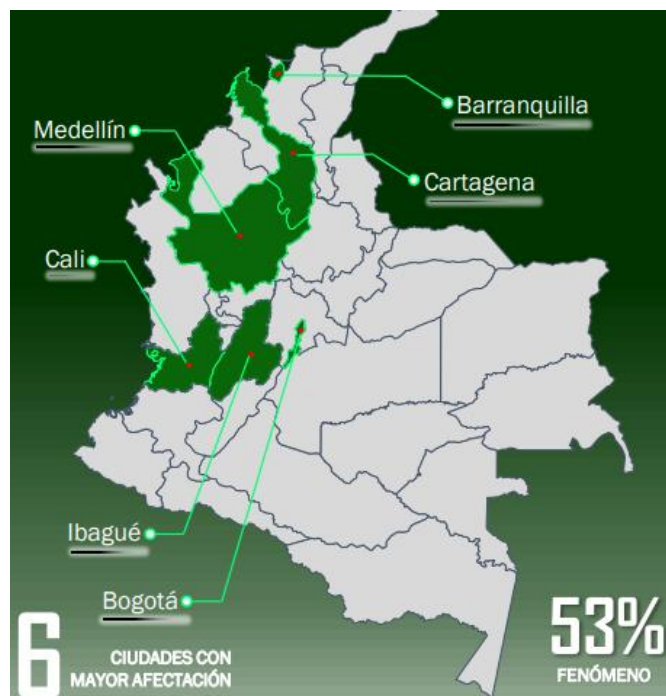 Barranquilla
Medellín
Cartagena
Cali
Ibagué
Bogotá
6
CIUDADES CON
MAYOR AFECTACIÓN
53%
FENÓMENO